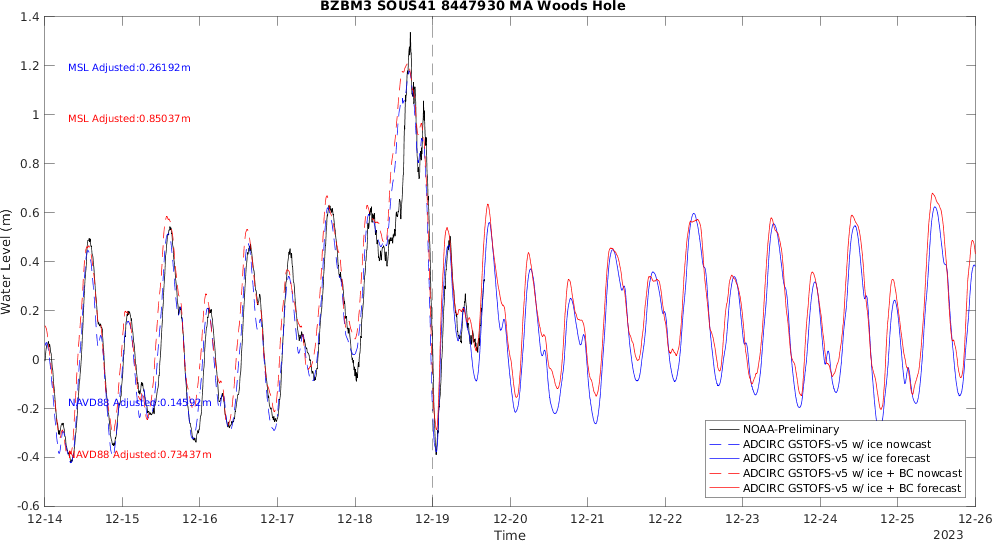 BZBM3 SOUS41 8447930 MA Woods Hole
1.4
1.2
1
0.8
0.6
0.4
0.2
0
-0.2
-0.4
-0.6
Water Level (m)
MSL Adjusted:0.26192m
MSL Adjusted:0.85037m
NAVD88 Adjusted:0.14592m
NAVD88 Adjusted:0.73437m
NOAA-Preliminary
ADCIRC GSTOFS-v5 w/ ice nowcast
ADCIRC GSTOFS-v5 w/ ice forecast
ADCIRC GSTOFS-v5 w/ ice + BC nowcast
ADCIRC GSTOFS-v5 w/ ice + BC forecast
12-14 12-15 12-16 12-17 12-18 12-19 12-20 12-21 12-22 12-23 12-24 12-25 12-26
Time
2023